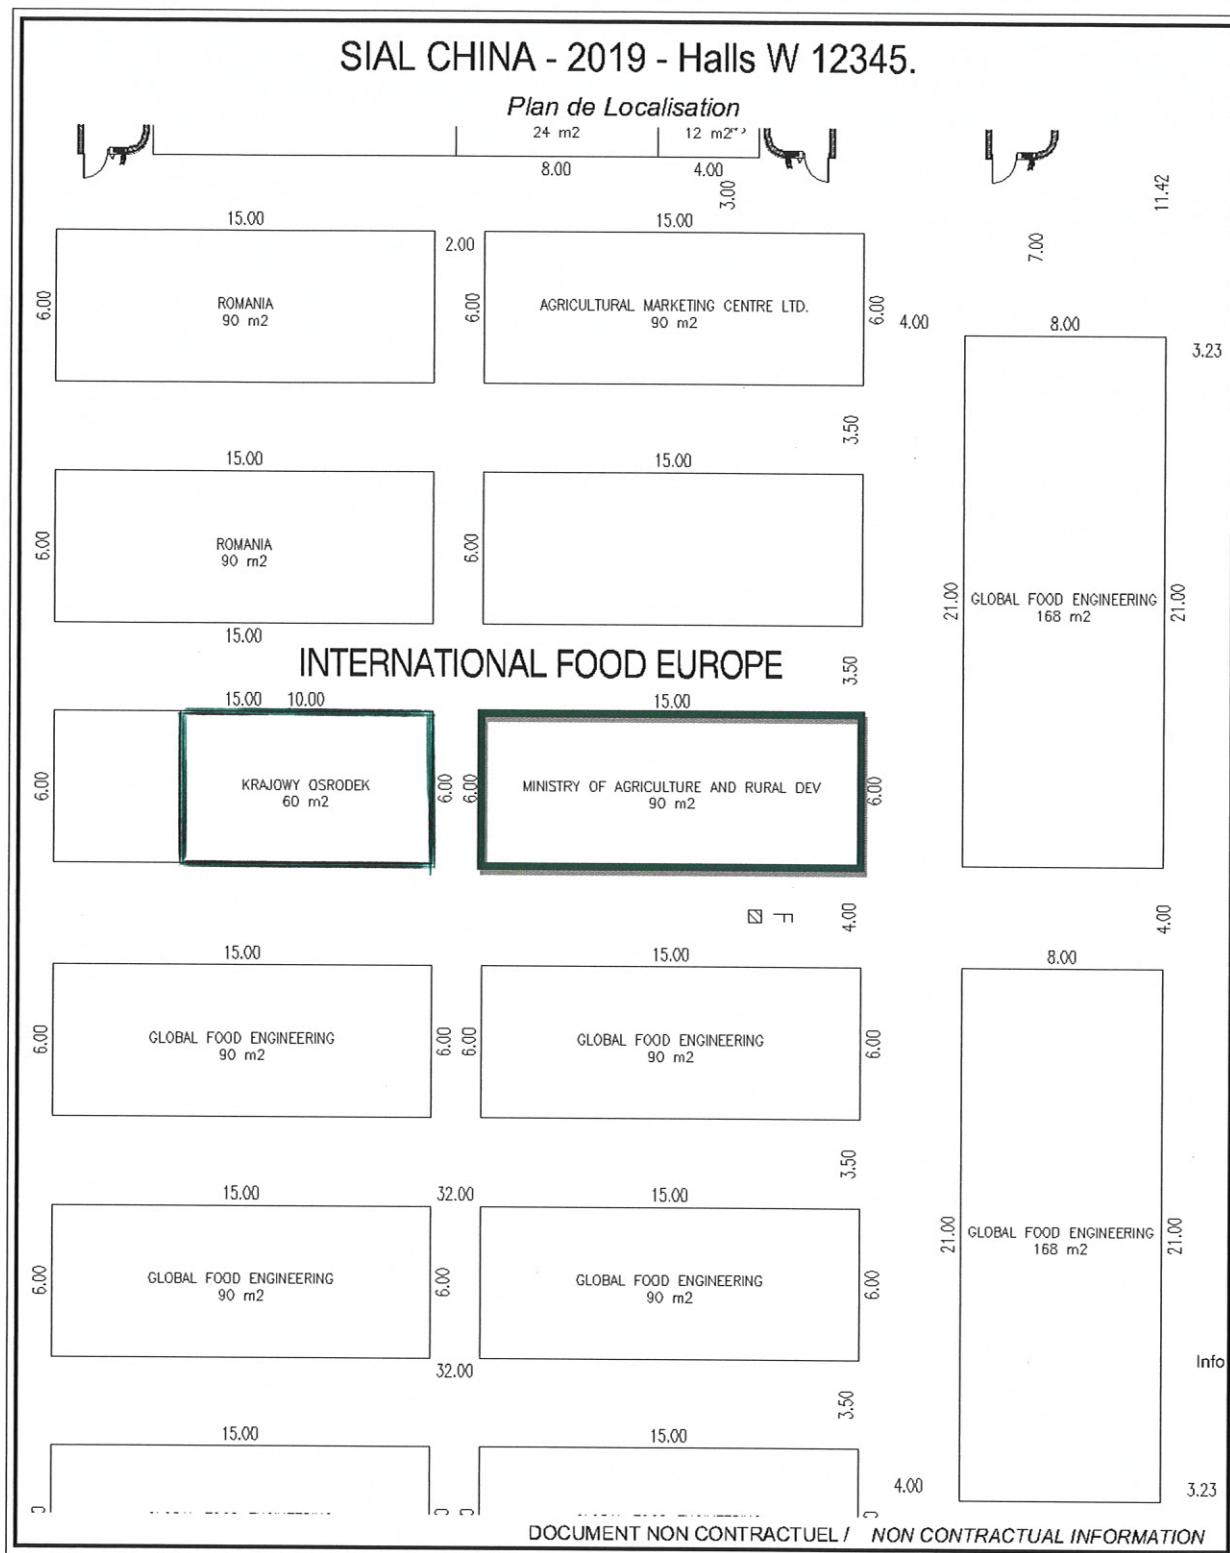 SIAL CHINA - 2019 - Halls W 12345.
Plan de Localisation
24 m2
12 m2
8.00
4.00
3.00
11.42
7.00
15.00
2.00
15.00
6.00
ROMANIA
90 m2
6.00
AGRICULTURAL MARKETING CENTRE LTD.
90 m2
6.00
4.00
8.00
3.23
3.50
15.00
15.00
6.00
ROMANIA
90 m2
6.00
21.00
GLOBAL FOOD ENGINEERING
168 m2
21.00
15.00
INTERNATIONAL FOOD EUROPE
3.50
15.00
10.00
15.00
6.00
KRAJOWY OSRODEK
60 m2
6.00
6.00
MINISTRY OF AGRICULTURE AND RURAL DEV
90 m2
6.00
F
4.00
4.00
15.00
15.00
8.00
6.00
GLOBAL FOOD ENGINEERING
90 m2
6.00
6.00
GLOBAL FOOD ENGINEERING
90 m2
6.00
3.50
15.00
32.00
15.00
6.00
GLOBAL FOOD ENGINEERING
90 m2
6.00
GLOBAL FOOD ENGINEERING
90 m2
6.00
21.00
GLOBAL FOOD ENGINEERING
168 m2
21.00
32.00
Info
3.50
15.00
15.00
4.00
3.23
DOCUMENT NON CONTRACTUEL / NON CONTRACTUAL INFORMATION